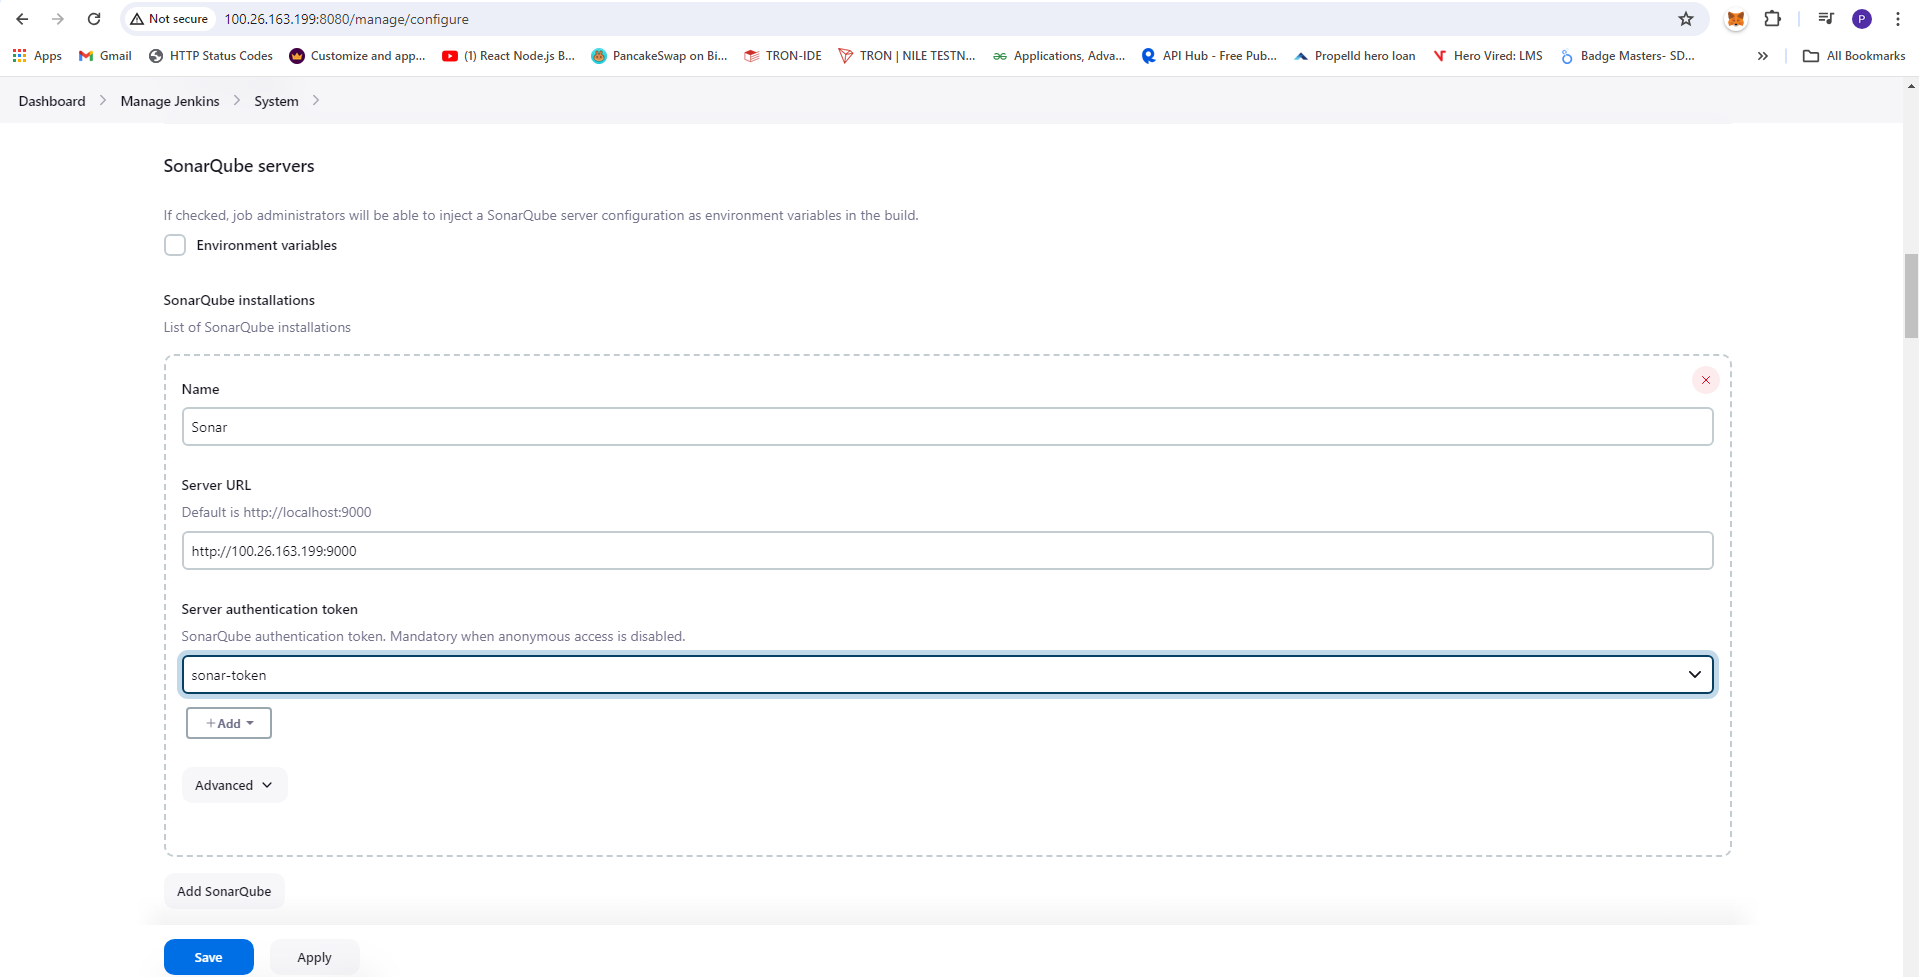 Not secure 100.26.163.199:8080/manage/configure P
Apps Gmail HTTP Status Codes Customize and app... (1) React Node.js B... PancakeSwap on Bi... TRON-IDE TRON | NILE TESTN... Applications, Adva... API Hub - Free Pub... Propelld hero loan Hero Vired: LMS Badge Masters- SD... All Bookmarks
Dashboard Manage Jenkins System
SonarQube servers
If checked, job administrators will be able to inject a SonarQube server configuration as environment variables in the build.
Environment variables
SonarQube installations
List of SonarQube installations
Name
Sonar
Server URL
Default is http://localhost:9000
http://100.26.163.199:9000
Server authentication token
SonarQube authentication token. Mandatory when anonymous access is disabled.
sonar-token
+ Add
Advanced
Add SonarQube
Save Apply